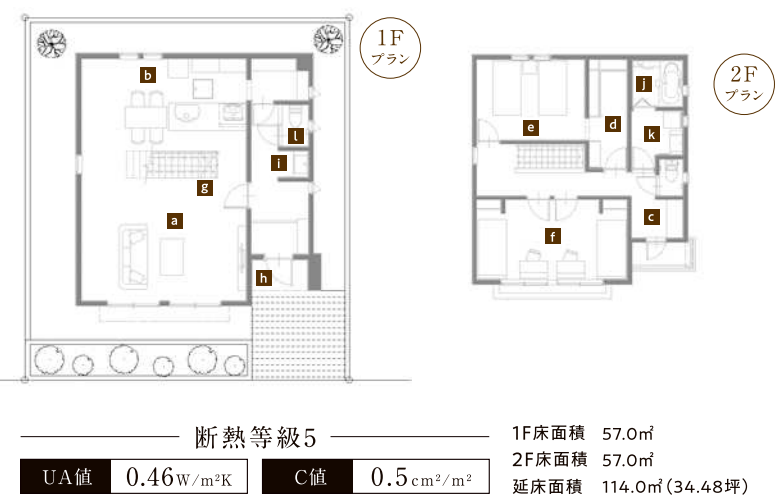 1F
プラン
2F
プラン
b
l
i
g
a
h
j
d
e
k
c
f
断熱等級5
UA値 0.46W/m²K
C値 0.5cm²/m²
1F床面積 57.0㎡
2F床面積 57.0㎡
延床面積 114.0㎡(34.48坪)